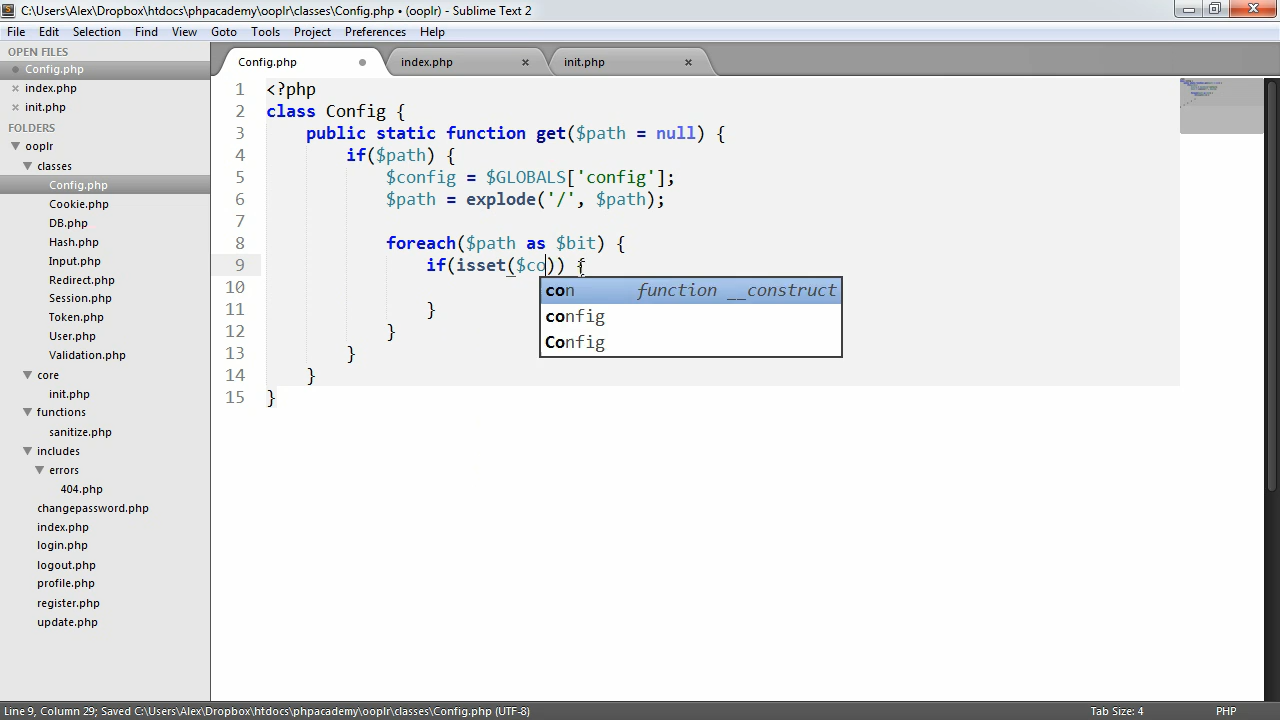 C:\Users\Alex\Dropbox\htdocs\phpacademy\ooplr\classes\Config.php • (ooplr) - Sublime Text 2
File Edit Selection Find View Goto Tools Project Preferences Help
OPEN FILES
Config.php
index.php
init.php
FOLDERS
ooplr
classes
Config.php
Cookie.php
DB.php
Hash.php
Input.php
Redirect.php
Session.php
Token.php
User.php
Validation.php
core
init.php
functions
sanitize.php
includes
errors
404.php
changepassword.php
index.php
login.php
logout.php
profile.php
register.php
update.php
Config.php index.php init.php
1 <?php
2 class Config {
3 public static function get($path = null) {
4 if($path) {
5 $config = $GLOBALS['config'];
6 $path = explode('/', $path);
7
8 foreach($path as $bit) {
9 if(isset($co)) {
10
11 }
12 }
13 }
14 }
15 }
con function __construct
config
Config
Line 9, Column 29; Saved C:\Users\Alex\Dropbox\htdocs\phpacademy\ooplr\classes\Config.php (UTF-8) Tab Size: 4 PHP